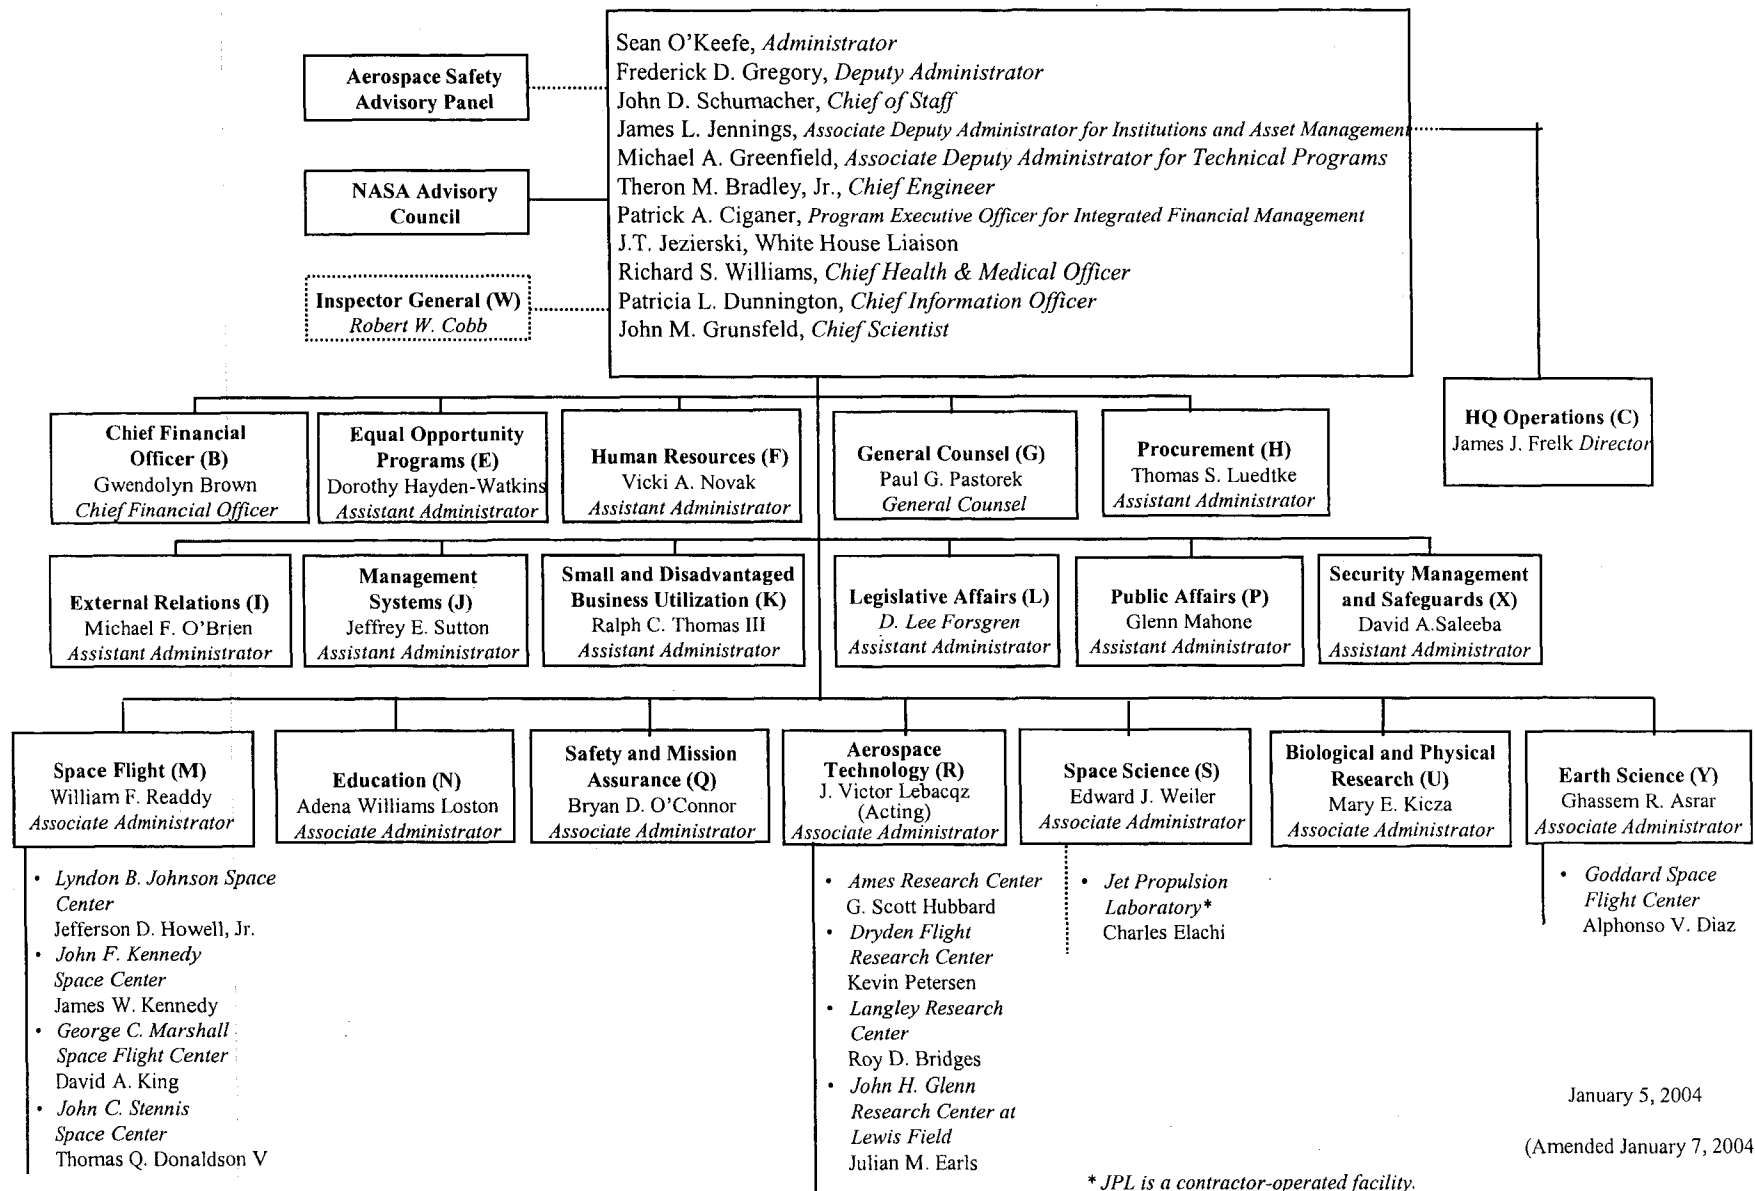 Aerospace Safety
Advisory Panel
NASA Advisory
Council
Inspector General (W)
Robert W. Cobb
Sean O'Keefe, Administrator
Frederick D. Gregory, Deputy Administrator
John D. Schumacher, Chief of Staff
James L. Jennings, Associate Deputy Administrator for Institutions and Asset Management
Michael A. Greenfield, Associate Deputy Administrator for Technical Programs
Theron M. Bradley, Jr., Chief Engineer
Patrick A. Ciganer, Program Executive Officer for Integrated Financial Management
J.T. Jezierski, White House Liaison
Richard S. Williams, Chief Health & Medical Officer
Patricia L. Dunnington, Chief Information Officer
John M. Grunsfeld, Chief Scientist
HQ Operations (C)
James J. Frelk Director
Chief Financial
Officer (B)
Gwendolyn Brown
Chief Financial Officer
Equal Opportunity
Programs (E)
Dorothy Hayden-Watkins
Assistant Administrator
Human Resources (F)
Vicki A. Novak
Assistant Administrator
General Counsel (G)
Paul G. Pastorek
General Counsel
Procurement (H)
Thomas S. Luedtke
Assistant Administrator
External Relations (I)
Michael F. O'Brien
Assistant Administrator
Management
Systems (J)
Jeffrey E. Sutton
Assistant Administrator
Small and Disadvantaged
Business Utilization (K)
Ralph C. Thomas III
Assistant Administrator
Legislative Affairs (L)
D. Lee Forsgren
Assistant Administrator
Public Affairs (P)
Glenn Mahone
Assistant Administrator
Security Management
and Safeguards (X)
David A.Saleeba
Assistant Administrator
Space Flight (M)
William F. Readdy
Associate Administrator
Education (N)
Adena Williams Loston
Associate Administrator
Safety and Mission
Assurance (Q)
Bryan D. O'Connor
Associate Administrator
Aerospace
Technology (R)
J. Victor Lebacqz
(Acting)
Associate Administrator
Space Science (S)
Edward J. Weiler
Associate Administrator
Biological and Physical
Research (U)
Mary E. Kicza
Associate Administrator
Earth Science (Y)
Ghassem R. Asrar
Associate Administrator
• Lyndon B. Johnson Space
Center
Jefferson D. Howell, Jr.
• John F. Kennedy
Space Center
James W. Kennedy
• George C. Marshall
Space Flight Center
David A. King
• John C. Stennis
Space Center
Thomas Q. Donaldson V
• Ames Research Center
G. Scott Hubbard
• Dryden Flight
Research Center
Kevin Petersen
• Langley Research
Center
Roy D. Bridges
• John H. Glenn
Research Center at
Lewis Field
Julian M. Earls
• Jet Propulsion
Laboratory*
Charles Elachi
• Goddard Space
Flight Center
Alphonso V. Diaz
January 5, 2004
(Amended January 7, 2004
* JPL is a contractor-operated facility.